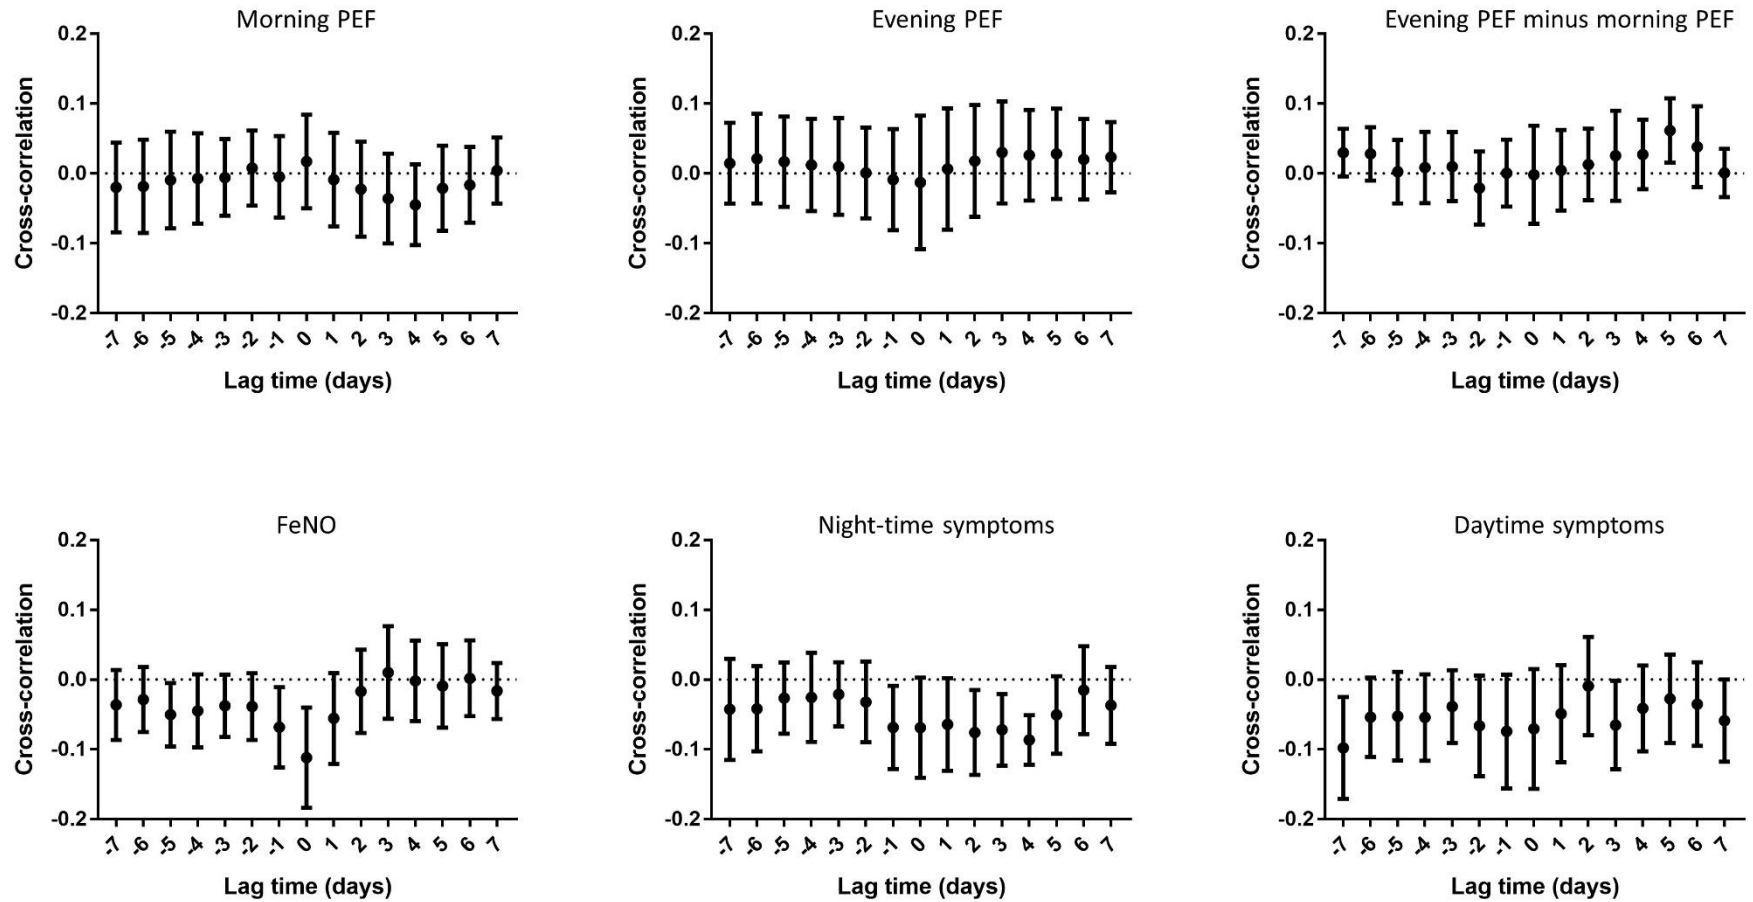 Morning PEF
0.2
0.1
0.0
-0.1
-0.2
Cross-correlation
-7 -6 -5 -4 -3 -2 -1 0 1 2 3 4 5 6 7
Lag time (days)
Evening PEF
0.2
0.1
0.0
-0.1
-0.2
Cross-correlation
-7 -6 -5 -4 -3 -2 -1 0 1 2 3 4 5 6 7
Lag time (days)
Evening PEF minus morning PEF
0.2
0.1
0.0
-0.1
-0.2
Cross-correlation
-7 -6 -5 -4 -3 -2 -1 0 1 2 3 4 5 6 7
Lag time (days)
FeNO
0.2
0.1
0.0
-0.1
-0.2
Cross-correlation
-7 -6 -5 -4 -3 -2 -1 0 1 2 3 4 5 6 7
Lag time (days)
Night-time symptoms
0.2
0.1
0.0
-0.1
-0.2
Cross-correlation
-7 -6 -5 -4 -3 -2 -1 0 1 2 3 4 5 6 7
Lag time (days)
Daytime symptoms
0.2
0.1
0.0
-0.1
-0.2
Cross-correlation
-7 -6 -5 -4 -3 -2 -1 0 1 2 3 4 5 6 7
Lag time (days)